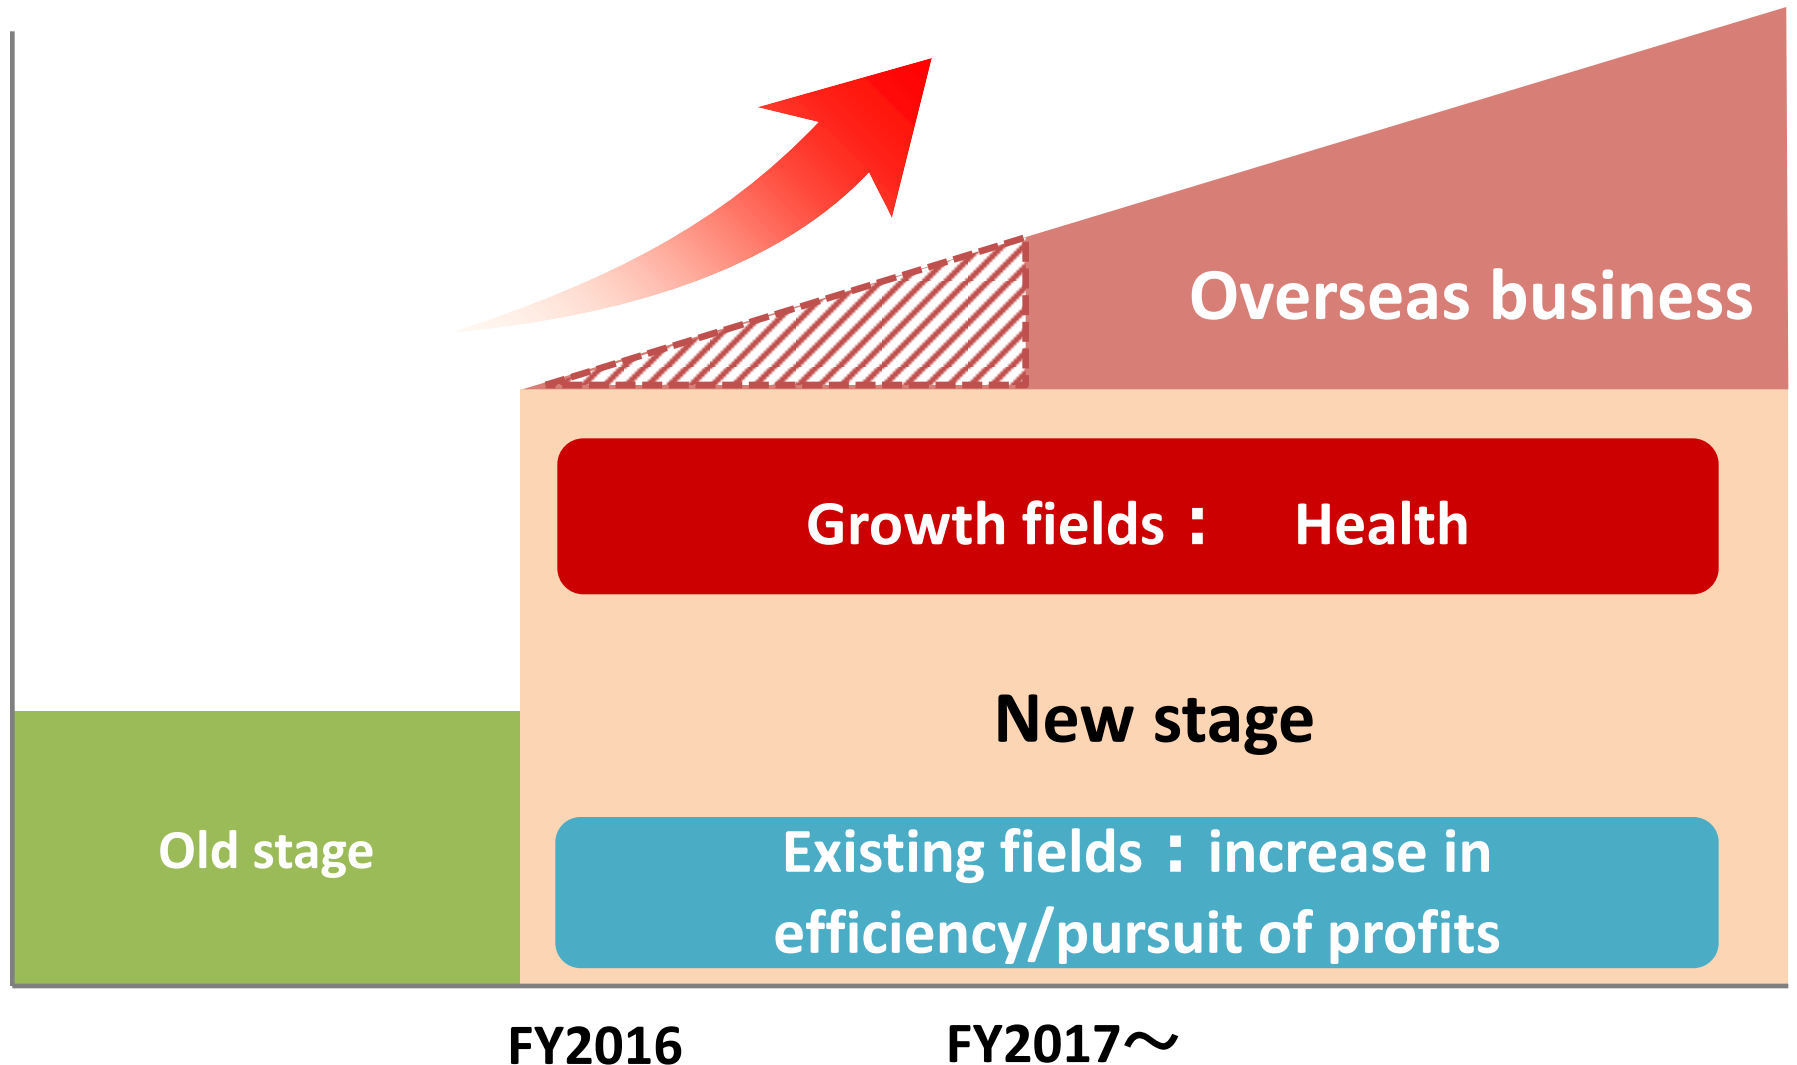 Overseas business
Growth fields： Health
New stage
Old stage
Existing fields：increase in
efficiency/pursuit of profits
FY2016
FY2017～